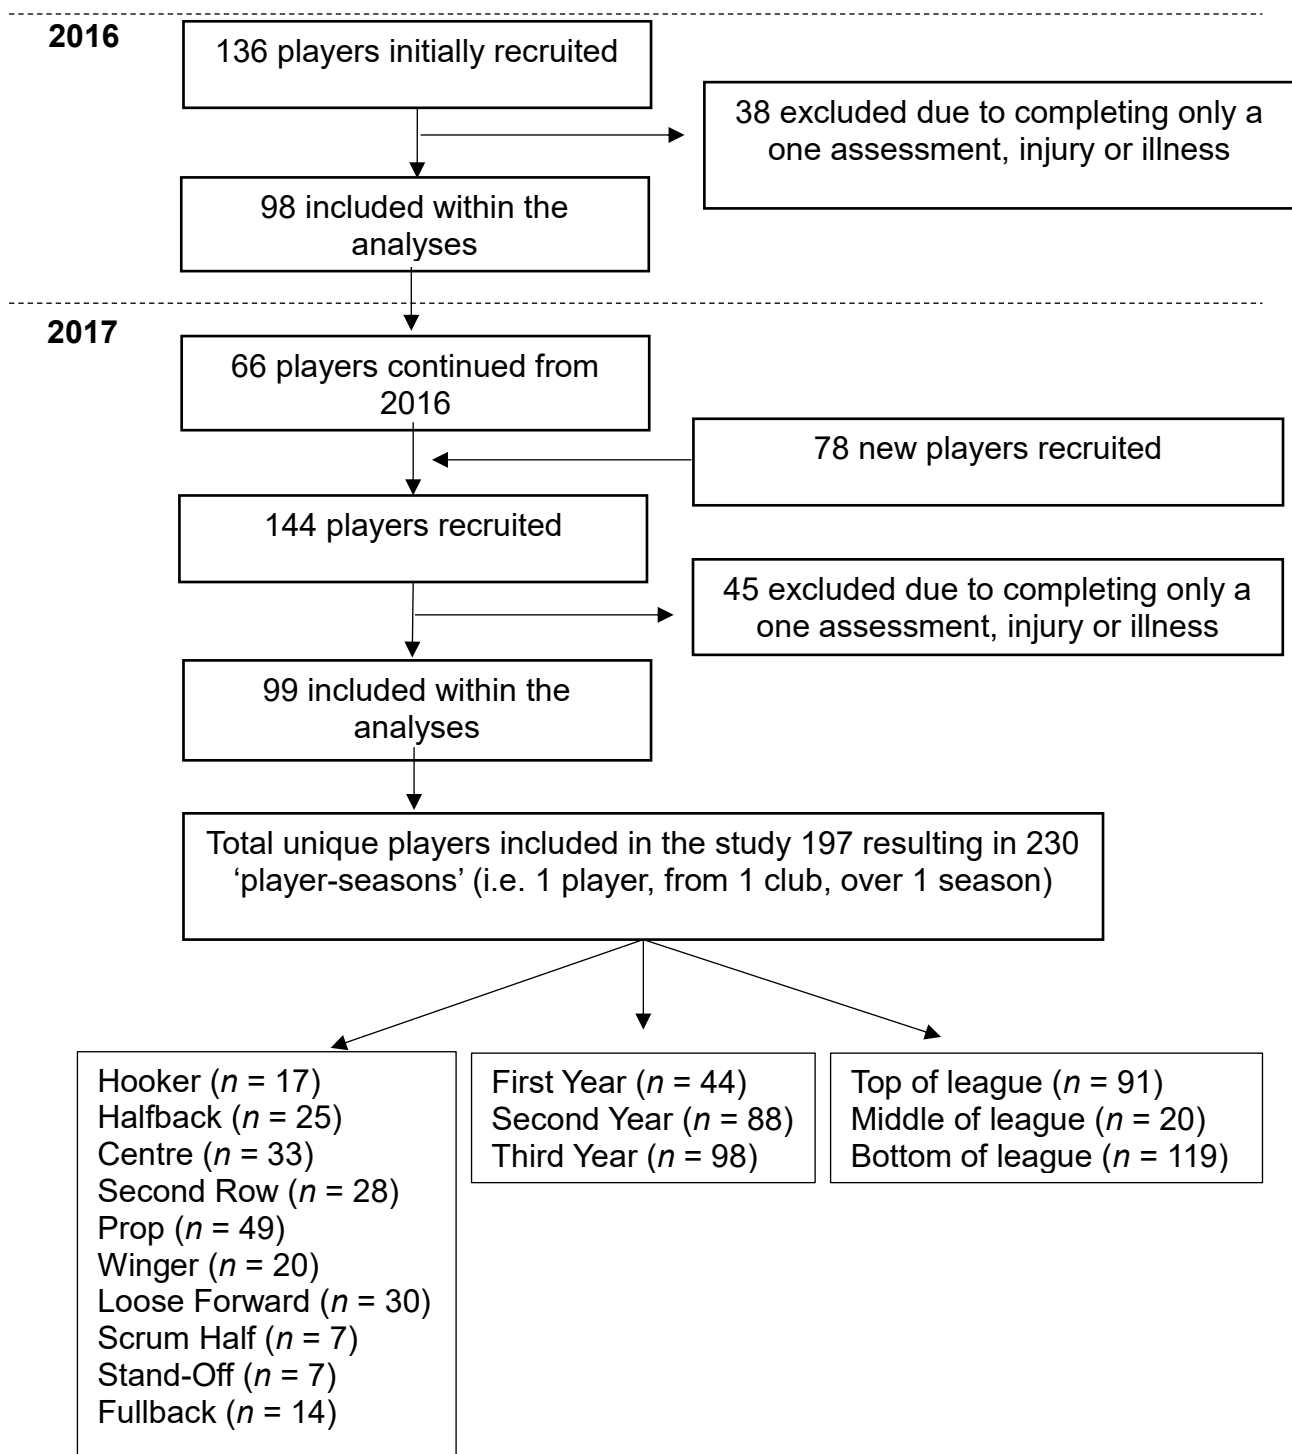 2016
136 players initially recruited
38 excluded due to completing only a
one assessment, injury or illness
98 included within the
analyses
2017
66 players continued from
2016
78 new players recruited
144 players recruited
45 excluded due to completing only a
one assessment, injury or illness
99 included within the
analyses
Total unique players included in the study 197 resulting in 230
‘player-seasons’ (i.e. 1 player, from 1 club, over 1 season)
Hooker (n = 17)
Halfback (n = 25)
Centre (n = 33)
Second Row (n = 28)
Prop (n = 49)
Winger (n = 20)
Loose Forward (n = 30)
Scrum Half (n = 7)
Stand-Off (n = 7)
Fullback (n = 14)
First Year (n = 44)
Second Year (n = 88)
Third Year (n = 98)
Top of league (n = 91)
Middle of league (n = 20)
Bottom of league (n = 119)